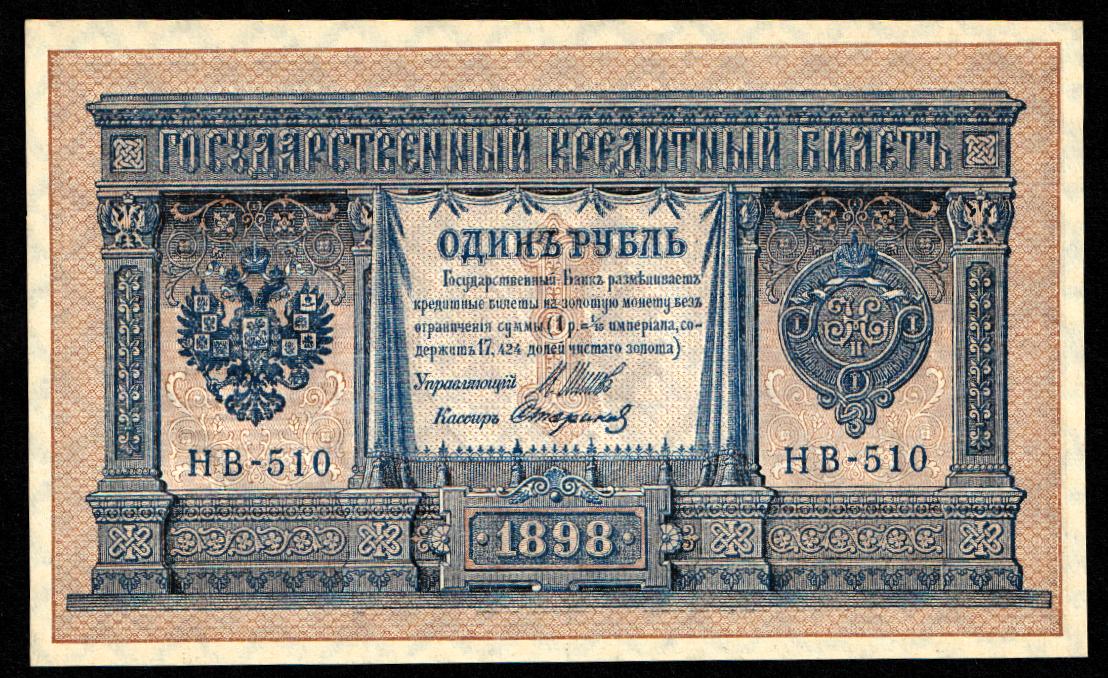 ГОСУДАРСТВЕННЫЙ КРЕДИТНЫЙ БИЛЕТЪ
ОДИНЪ РУБЛЬ
Государственный Банкъ размѣниваетъ
кредитные билеты на золотую монету безъ
ограниченія суммы (1 р. = 1/15 имперіала, со-
держитъ 17,424 долей чистаго золота)
Управляющій
Кассиръ
НВ-510
НВ-510
1898